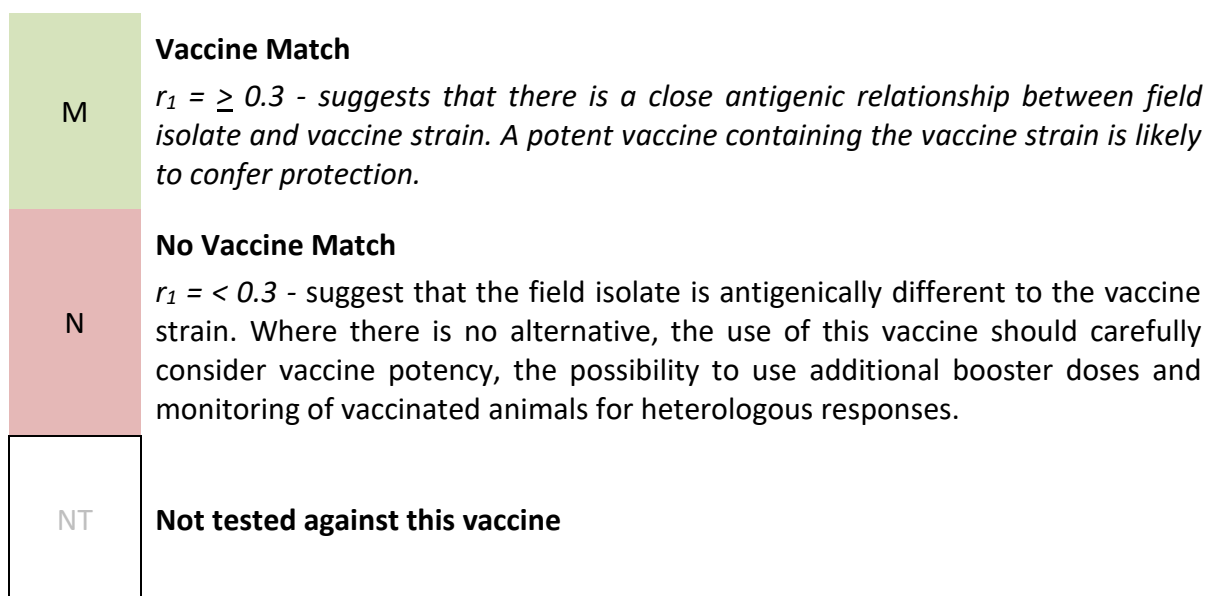 Vaccine Match
M
r1 = ≥ 0.3 - suggests that there is a close antigenic relationship between field
isolate and vaccine strain. A potent vaccine containing the vaccine strain is likely
to confer protection.
No Vaccine Match
r1 = < 0.3 - suggest that the field isolate is antigenically different to the vaccine
N
strain. Where there is no alternative, the use of this vaccine should carefully
consider vaccine potency, the possibility to use additional booster doses and
monitoring of vaccinated animals for heterologous responses.
NT
Not tested against this vaccine